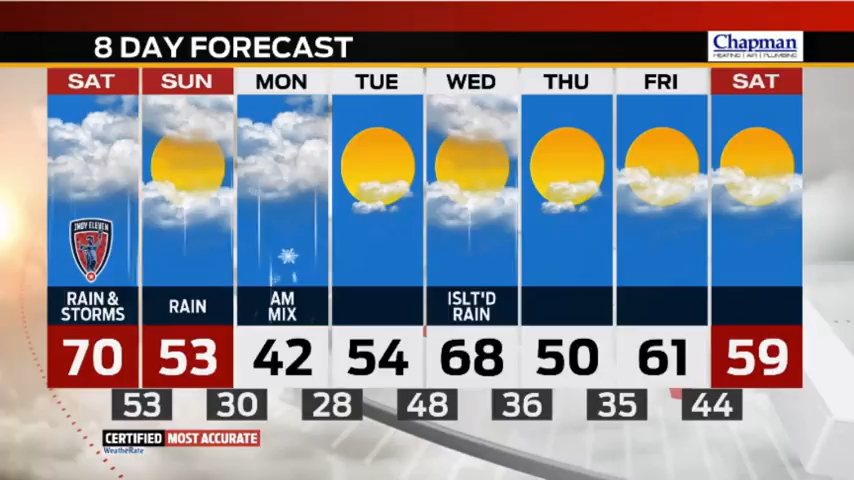 8 DAY FORECAST
Chapman
HEATING | AIR | PLUMBING
SAT SUN MON TUE WED THU FRI SAT
INDY ELEVEN
RAIN & STORMS RAIN AM MIX ISLT'D RAIN
70 53 42 54 68 50 61 59
53 30 28 48 36 35 44
CERTIFIED MOST ACCURATE
WeatheRate